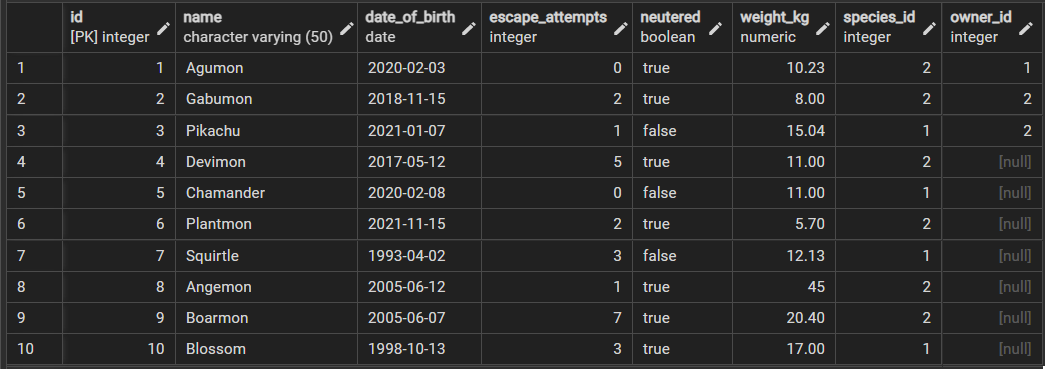 id name date_of_birth escape_attempts neutered weight_kg species_id owner_id
[PK] integer character varying (50) date integer boolean numeric integer integer
1 1 Agumon 2020-02-03 0 true 10.23 2 1
2 2 Gabumon 2018-11-15 2 true 8.00 2 2
3 3 Pikachu 2021-01-07 1 false 15.04 1 2
4 4 Devimon 2017-05-12 5 true 11.00 2 [null]
5 5 Chamander 2020-02-08 0 false 11.00 1 [null]
6 6 Plantmon 2021-11-15 2 true 5.70 2 [null]
7 7 Squirtle 1993-04-02 3 false 12.13 1 [null]
8 8 Angemon 2005-06-12 1 true 45 2 [null]
9 9 Boarmon 2005-06-07 7 true 20.40 2 [null]
10 10 Blossom 1998-10-13 3 true 17.00 1 [null]